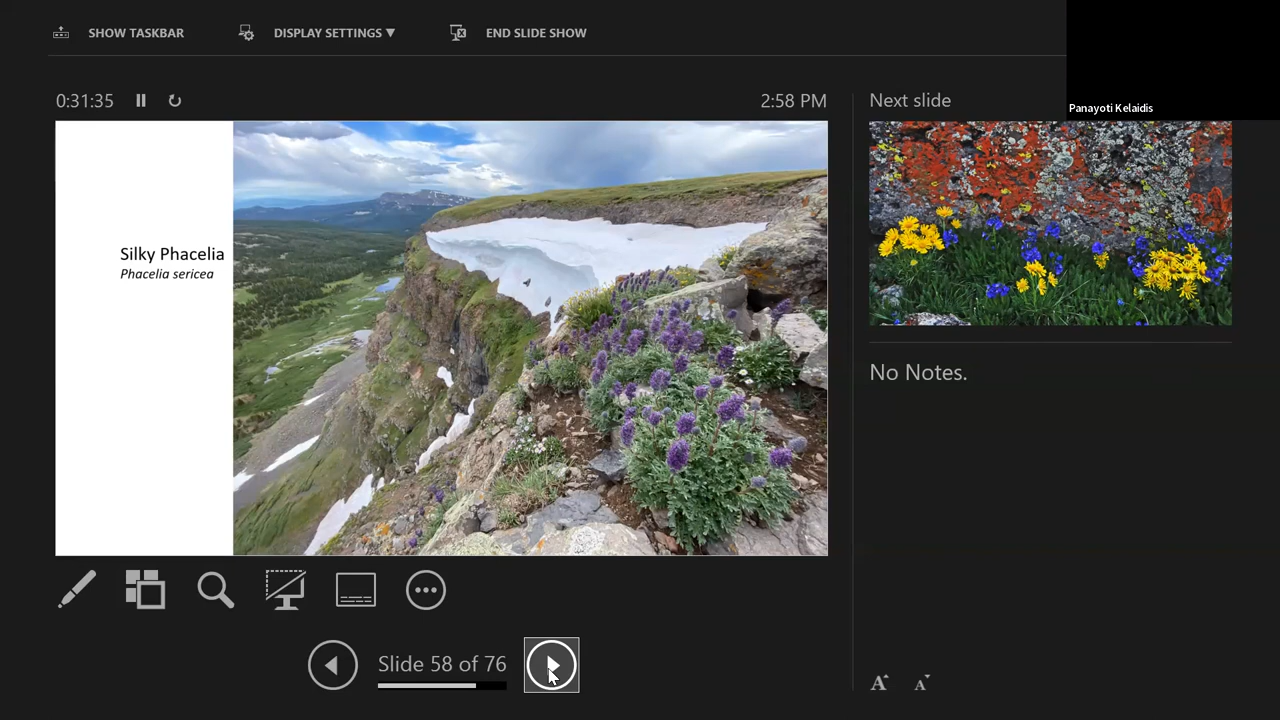 SHOW TASKBAR
DISPLAY SETTINGS ▼
END SLIDE SHOW
Panayoti Kelaidis
0:31:35
2:58 PM
Next slide
Silky Phacelia
Phacelia sericea
No Notes.
Slide 58 of 76
A A